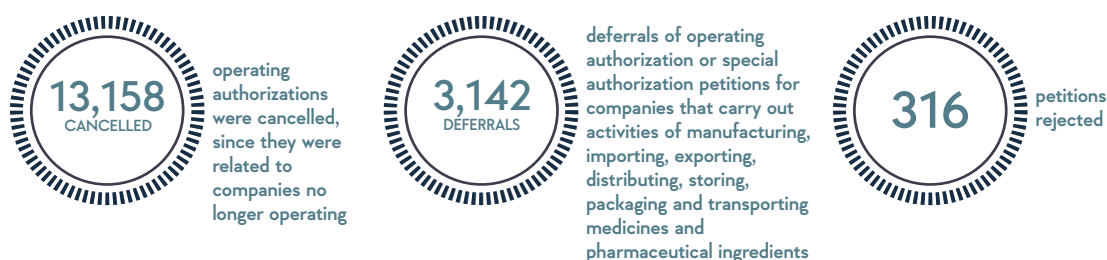 13,158
CANCELLED
operating
authorizations
were cancelled,
since they were
related to
companies no
longer operating
3,142
DEFERRALS
deferrals of operating
authorization or special
authorization petitions for
companies that carry out
activities of manufacturing,
importing, exporting,
distributing, storing,
packaging and transporting
medicines and
pharmaceutical ingredients
316
petitions
rejected